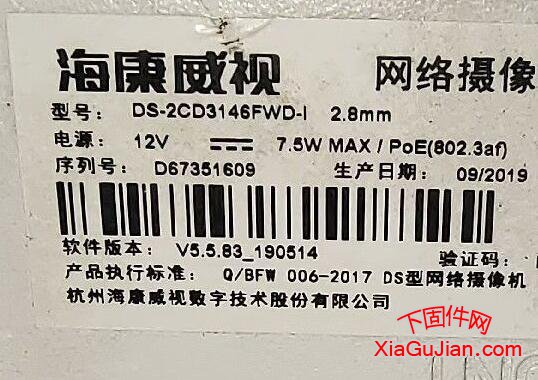 海康威视 网络摄像
型号: DS-2CD3146FWD-I 2.8mm
电源: 12V 7.5W MAX / PoE(802.3af)
序列号: D67351609 生产日期: 09/2019
软件版本: V5.5.83_190514 验证码:
产品执行标准: Q/BFW 006-2017 DS型网络摄像机
杭州海康威视数字技术股份有限公司
下固件网
XiaGuJian.com